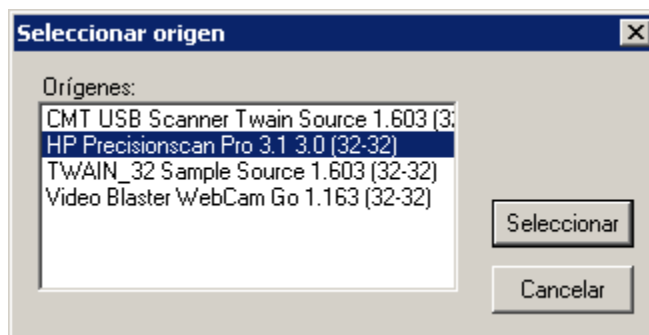 Seleccionar origen
Orígenes:
CMT USB Scanner Twain Source 1.603 (3
HP Precisionscan Pro 3.1 3.0 (32-32)
TWAIN_32 Sample Source 1.603 (32-32)
Video Blaster WebCam Go 1.163 (32-32)
Seleccionar
Cancelar